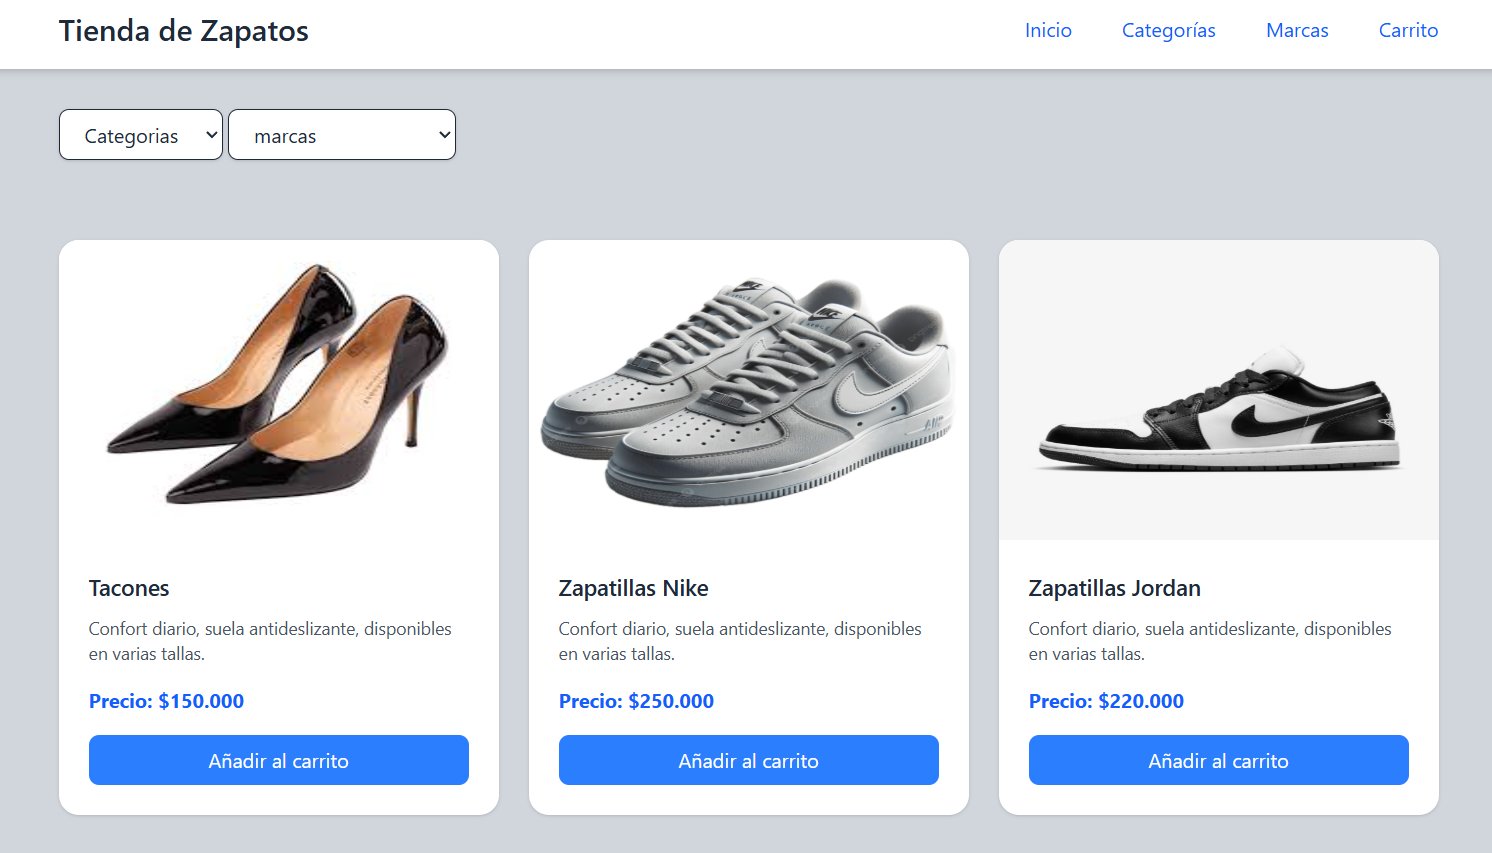 Tienda de Zapatos
Inicio
Categorías
Marcas
Carrito
Categorias
marcas
Tacones
Confort diario, suela antideslizante, disponibles
en varias tallas.
Precio: $150.000
Añadir al carrito
Zapatillas Nike
Confort diario, suela antideslizante, disponibles
en varias tallas.
Precio: $250.000
Añadir al carrito
Zapatillas Jordan
Confort diario, suela antideslizante, disponibles
en varias tallas.
Precio: $220.000
Añadir al carrito